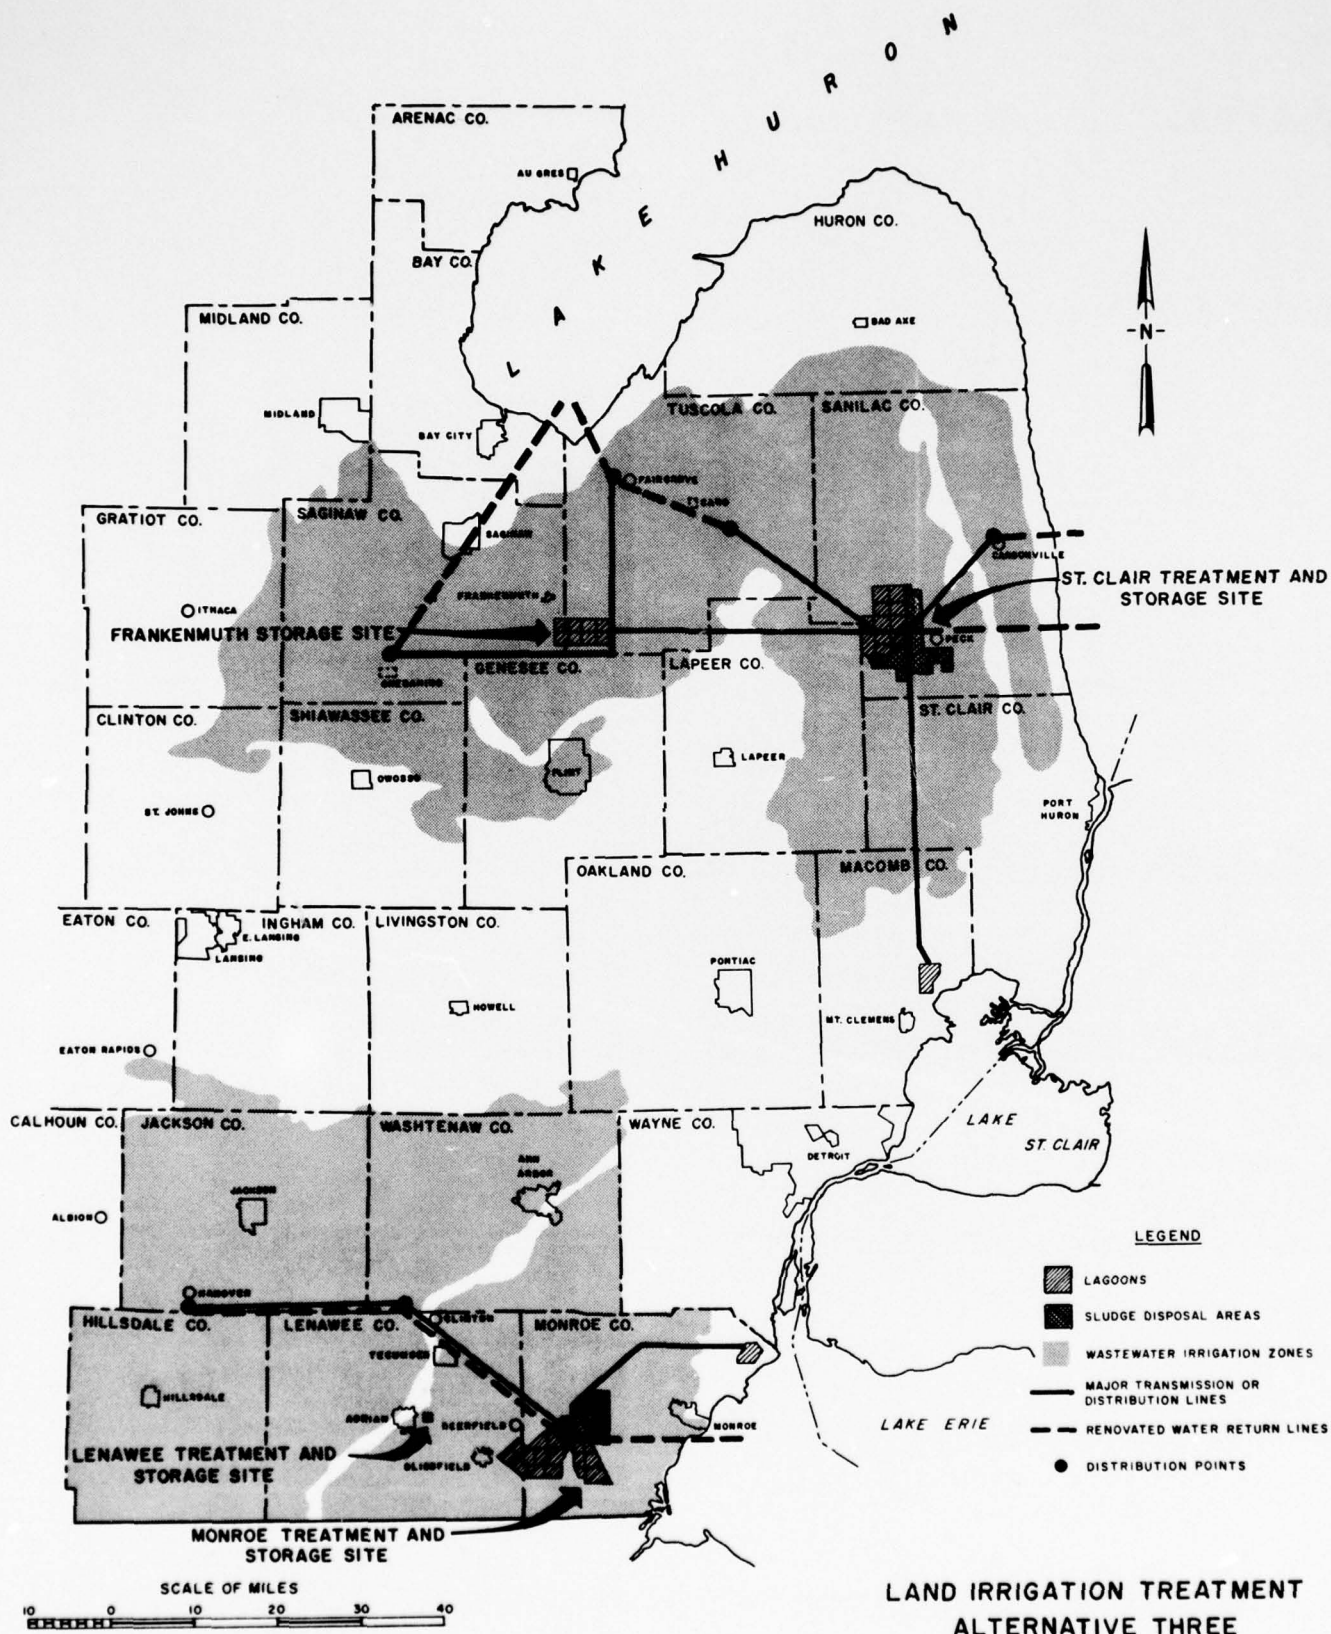 LAKE HURON
ARENAC CO.
AU GRES
HURON CO.
BAY CO.
MIDLAND CO.
BAD AXE
-N-
MIDLAND
BAY CITY
TUSCOLA CO.
SANILAC CO.
FAIRGROVE
CARO
GRATIOT CO.
SAGINAW CO.
SAGINAW
CARSONVILLE
ST. CLAIR TREATMENT AND
STORAGE SITE
FRANKENMUTH
ITHACA
FRANKENMUTH STORAGE SITE
PECK
GENESEE CO.
LAPEER CO.
CHESANING
CLINTON CO.
SHIAWASSEE CO.
ST. CLAIR CO.
LAPEER
FLINT
OWOSSO
ST. JOHNS
PORT
HURON
OAKLAND CO.
MACOMB CO.
EATON CO.
INGHAM CO.
LIVINGSTON CO.
E. LANSING
LANSING
PONTIAC
HOWELL
MT. CLEMENS
EATON RAPIDS
CALHOUN CO.
JACKSON CO.
WASHTENAW CO.
WAYNE CO.
LAKE
ST. CLAIR
DETROIT
ANN
ARBOR
JACKSON
ALBION
LEGEND
LAGOONS
SLUDGE DISPOSAL AREAS
WASTEWATER IRRIGATION ZONES
MAJOR TRANSMISSION OR
DISTRIBUTION LINES
RENOVATED WATER RETURN LINES
DISTRIBUTION POINTS
HANOVER
HILLSDALE CO.
LENAWEE CO.
CLINTON
MONROE CO.
TECUMSEH
HILLSDALE
ADRIAN
DEERFIELD
MONROE
LAKE ERIE
LENAWEE TREATMENT AND
STORAGE SITE
BLISSFIELD
MONROE TREATMENT AND
STORAGE SITE
SCALE OF MILES
10 0 10 20 30 40
LAND IRRIGATION TREATMENT
ALTERNATIVE THREE